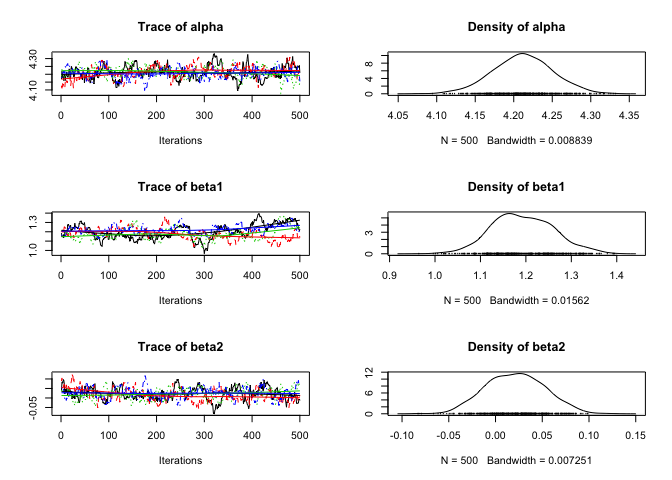 Trace of alpha
4.10 4.30
0 100 200 300 400 500
Iterations
Density of alpha
0 4 8
4.05 4.10 4.15 4.20 4.25 4.30 4.35
N = 500 Bandwidth = 0.008839
Trace of beta1
1.0 1.3
0 100 200 300 400 500
Iterations
Density of beta1
0 3
0.9 1.0 1.1 1.2 1.3 1.4
N = 500 Bandwidth = 0.01562
Trace of beta2
-0.05
0 100 200 300 400 500
Iterations
Density of beta2
0 6 12
-0.10 -0.05 0.00 0.05 0.10 0.15
N = 500 Bandwidth = 0.007251